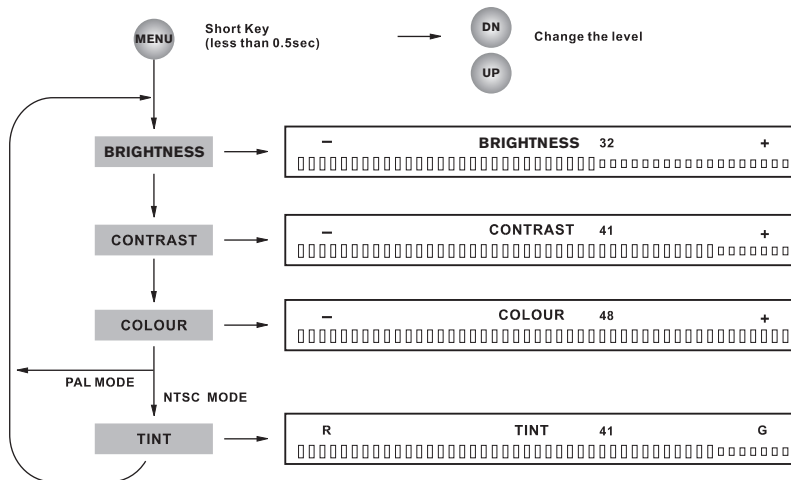 MENU
Short Key
(less than 0.5sec)
DN
UP
Change the level
BRIGHTNESS
− BRIGHTNESS 32 +
CONTRAST
− CONTRAST 41 +
COLOUR
− COLOUR 48 +
PAL MODE
NTSC MODE
TINT
R TINT 41 G